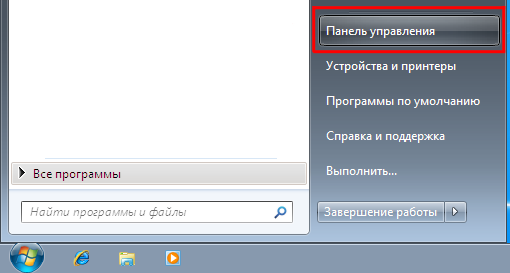 Панель управления
Устройства и принтеры
Программы по умолчанию
Справка и поддержка
Выполнить...
Все программы
Найти программы и файлы
Завершение работы